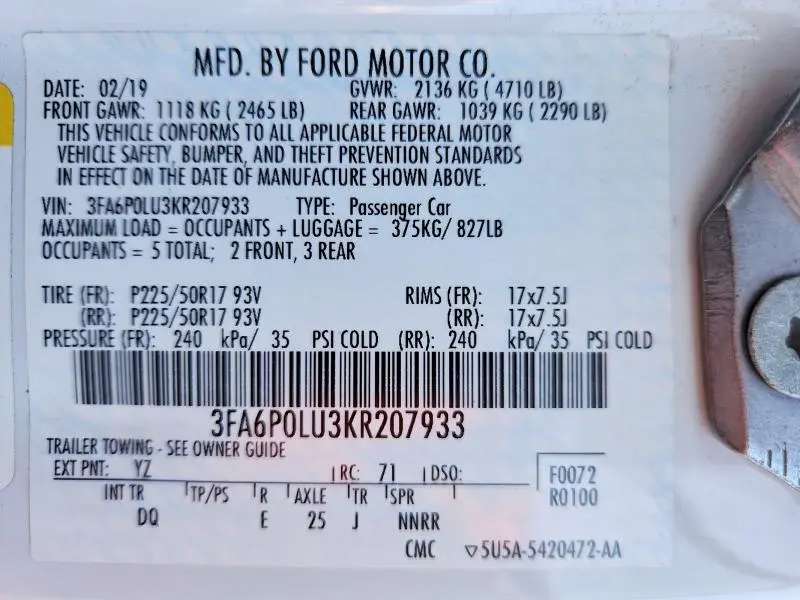 MFD. BY FORD MOTOR CO.
DATE: 02/19 GVWR: 2136 KG ( 4710 LB)
FRONT GAWR: 1118 KG ( 2465 LB) REAR GAWR: 1039 KG ( 2290 LB)
THIS VEHICLE CONFORMS TO ALL APPLICABLE FEDERAL MOTOR
VEHICLE SAFETY, BUMPER, AND THEFT PREVENTION STANDARDS
IN EFFECT ON THE DATE OF MANUFACTURE SHOWN ABOVE.
VIN: 3FA6P0LU3KR207933 TYPE: Passenger Car
MAXIMUM LOAD = OCCUPANTS + LUGGAGE = 375KG/ 827LB
OCCUPANTS = 5 TOTAL; 2 FRONT, 3 REAR
TIRE (FR): P225/50R17 93V RIMS (FR): 17x7.5J
(RR): P225/50R17 93V (RR): 17x7.5J
PRESSURE (FR): 240 kPa/ 35 PSI COLD (RR): 240 kPa/ 35 PSI COLD
3FA6P0LU3KR207933
TRAILER TOWING - SEE OWNER GUIDE
EXT PNT: YZ RC: 71 DSO: F0072
INT TR TP/PS R AXLE TR SPR R0100
DQ E 25 J NNRR
CMC ▽5U5A-5420472-AA